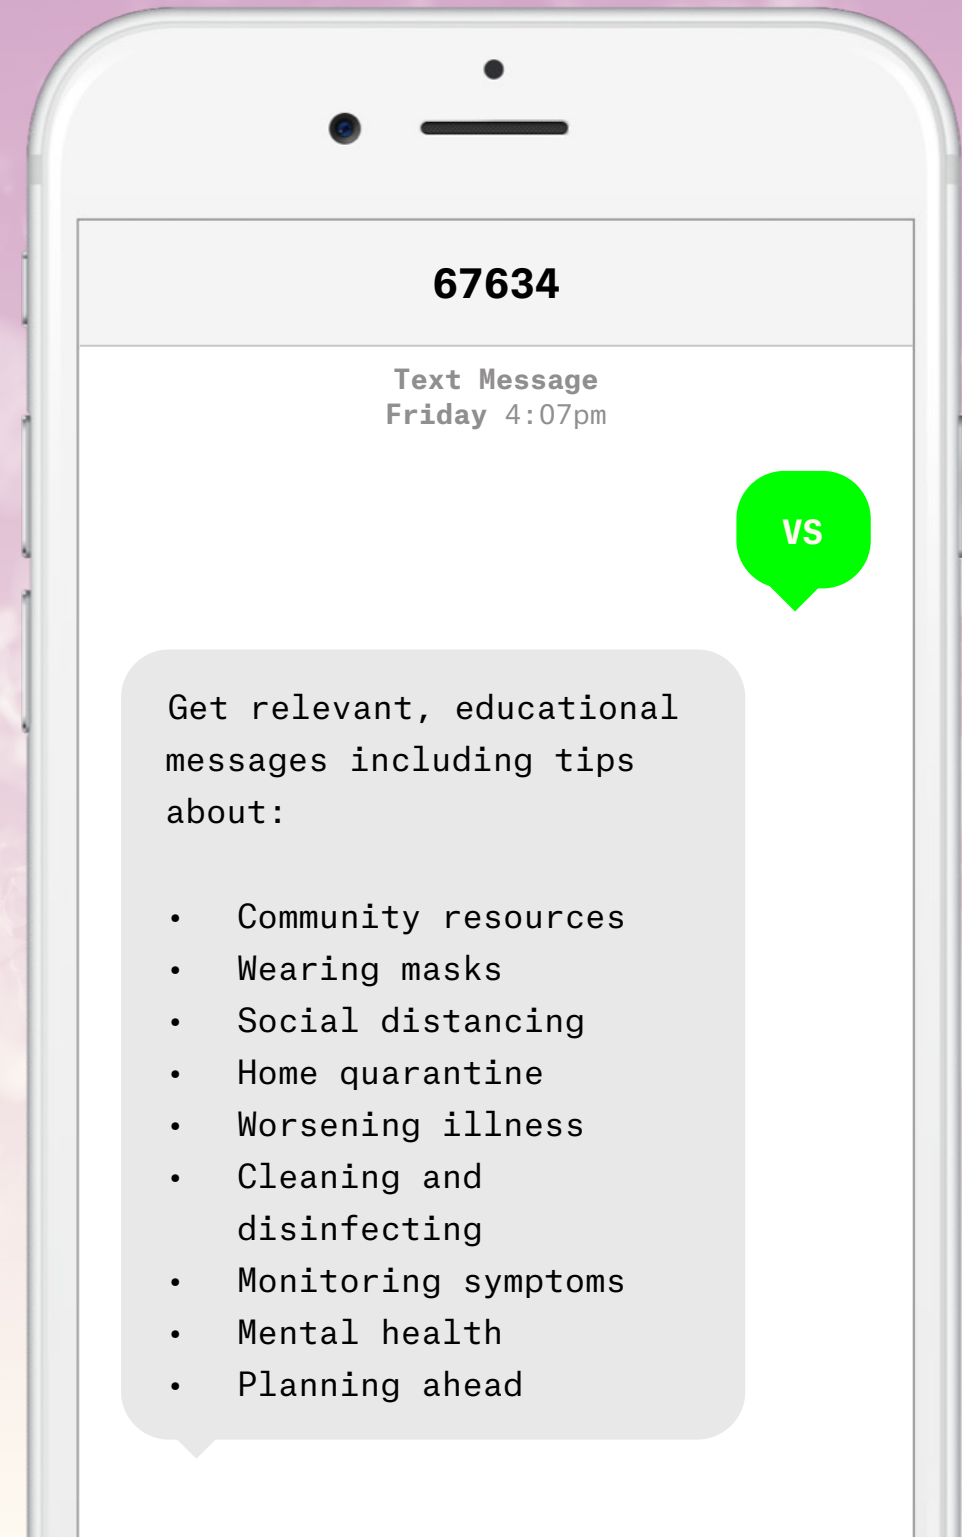 67634
Text Message
Friday 4:07pm
VS
Get relevant, educational
messages including tips
about:
• Community resources
• Wearing masks
• Social distancing
• Home quarantine
• Worsening illness
• Cleaning and
disinfecting
• Monitoring symptoms
• Mental health
• Planning ahead